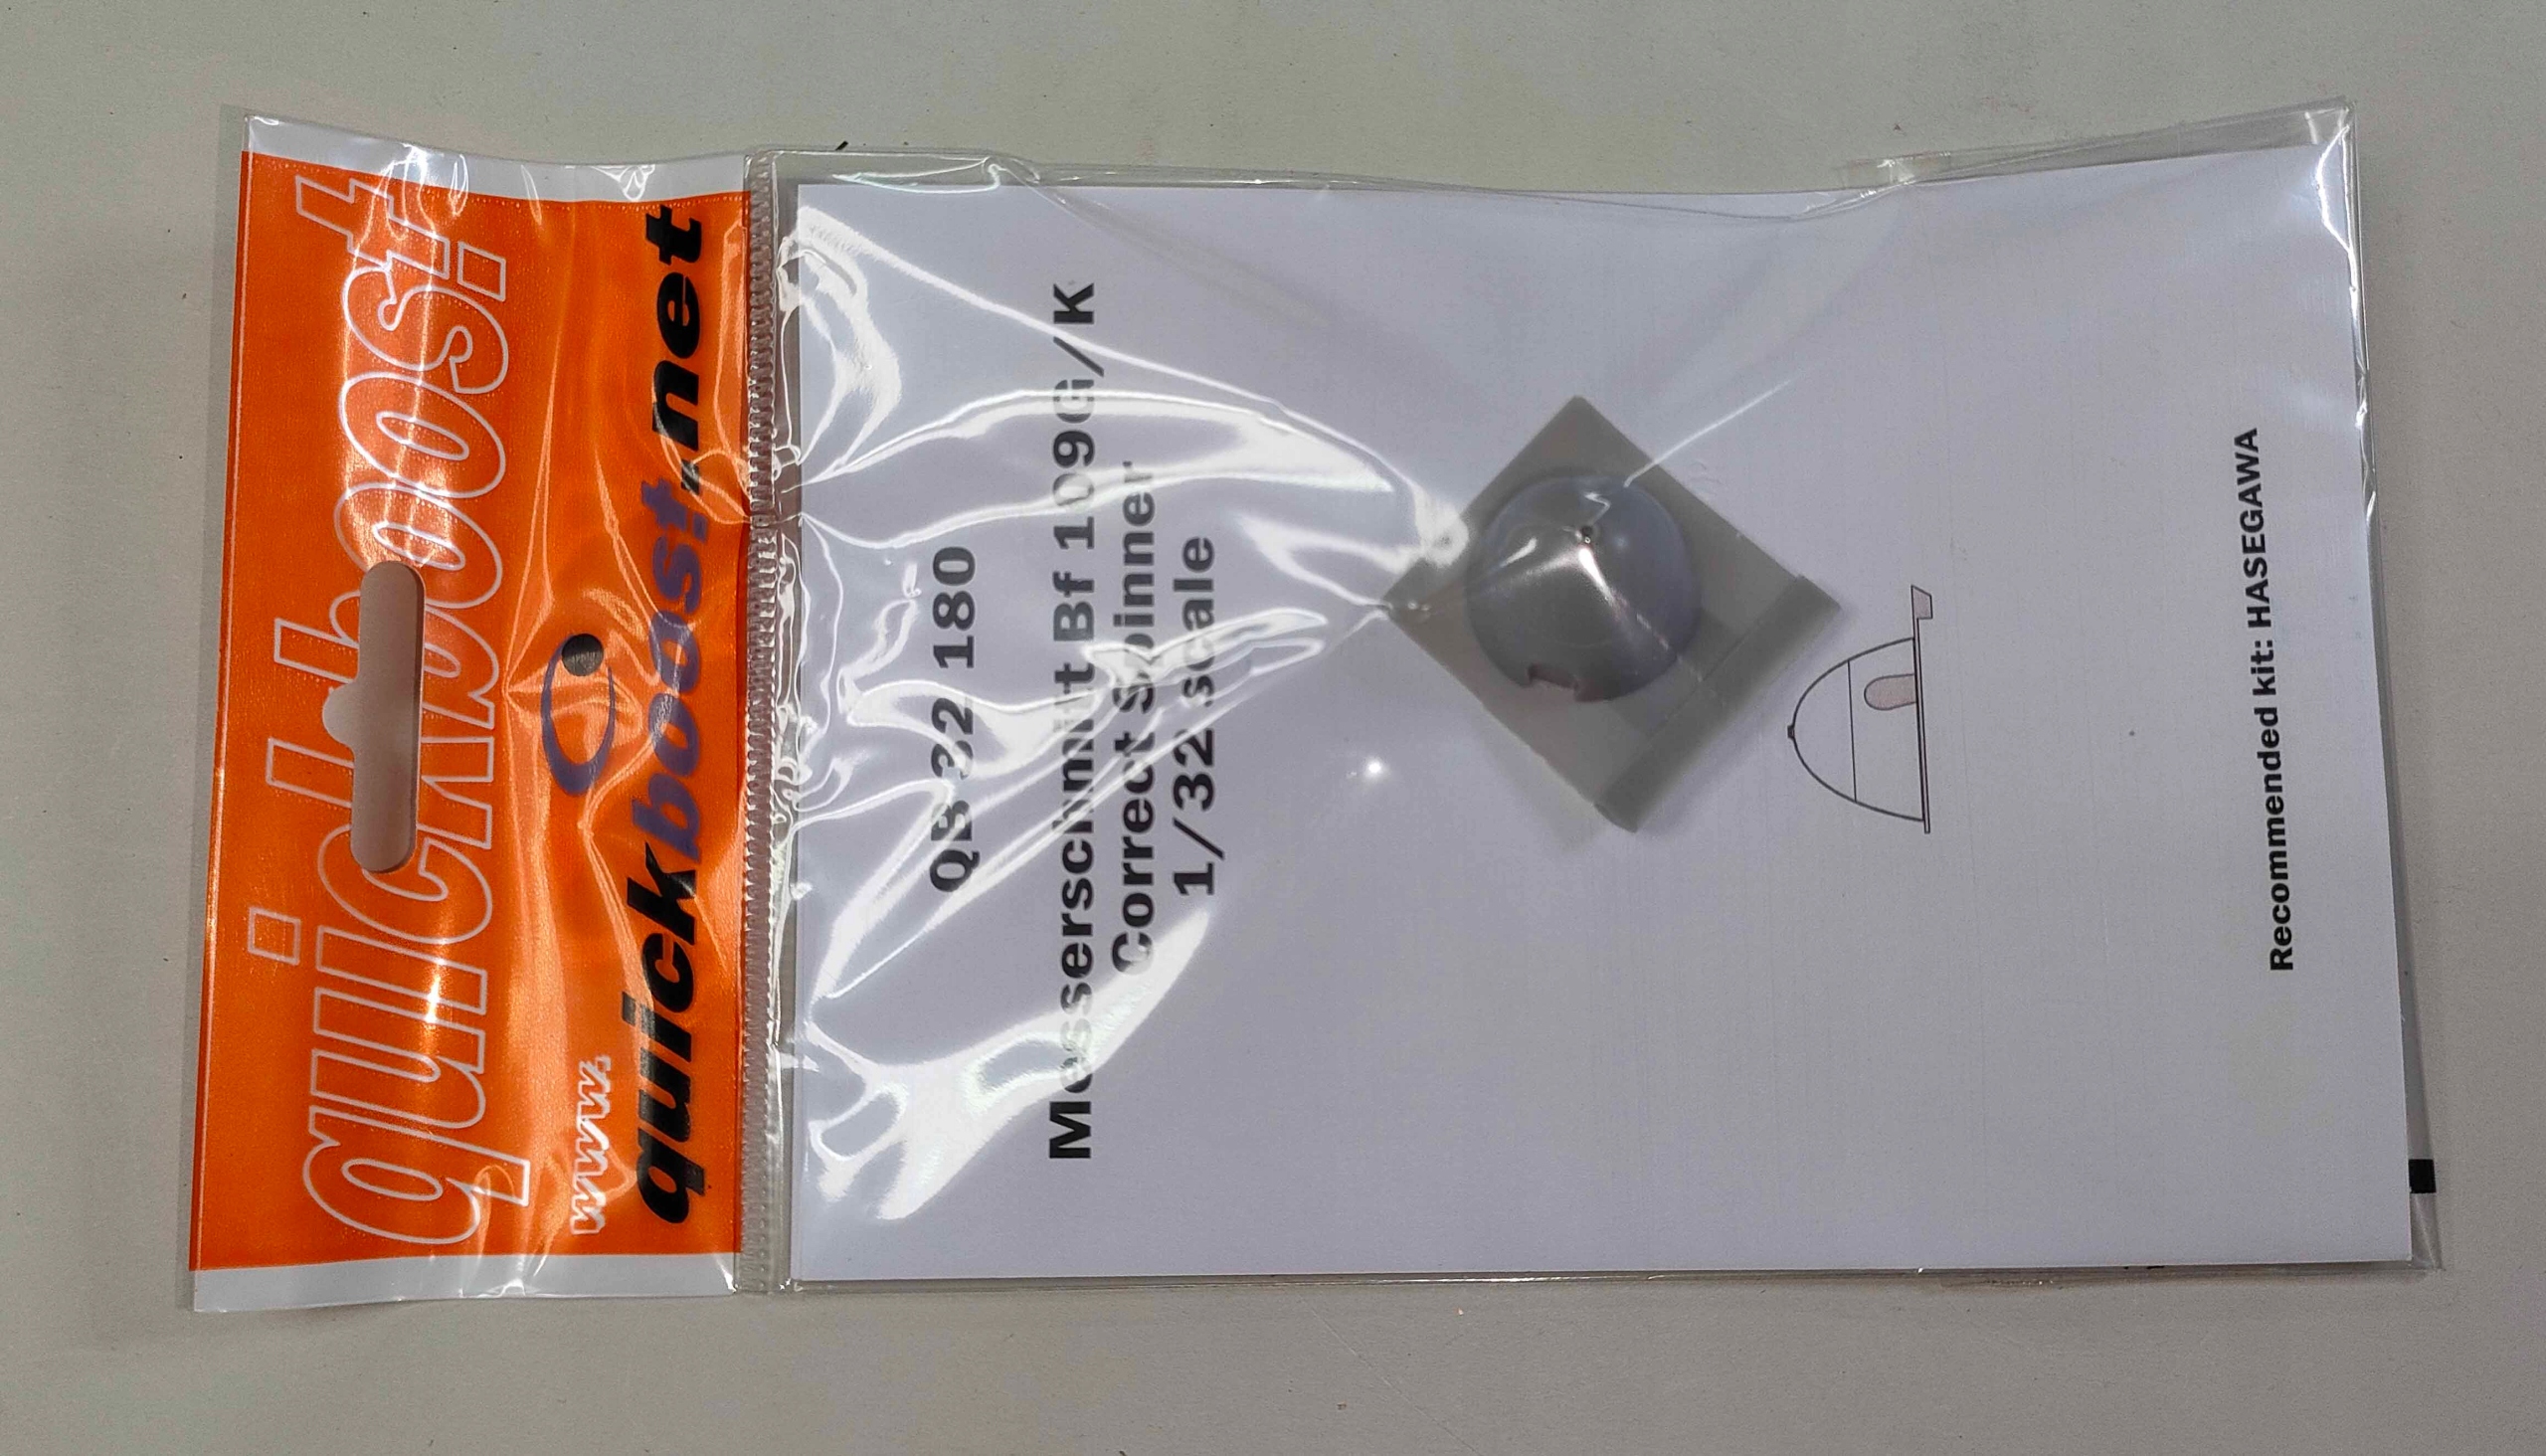 quickboost
www.
quickboost.net
QB 32 180
Messerschmitt Bf 109G/K
Correct Spinner
1/32 scale
Recommended kit: HASEGAWA